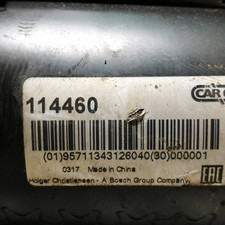 114460
CAR
(01)95711343126040(30)000001
0317 Made in China
Holger Christiansen - A Bosch Group Company
EAC